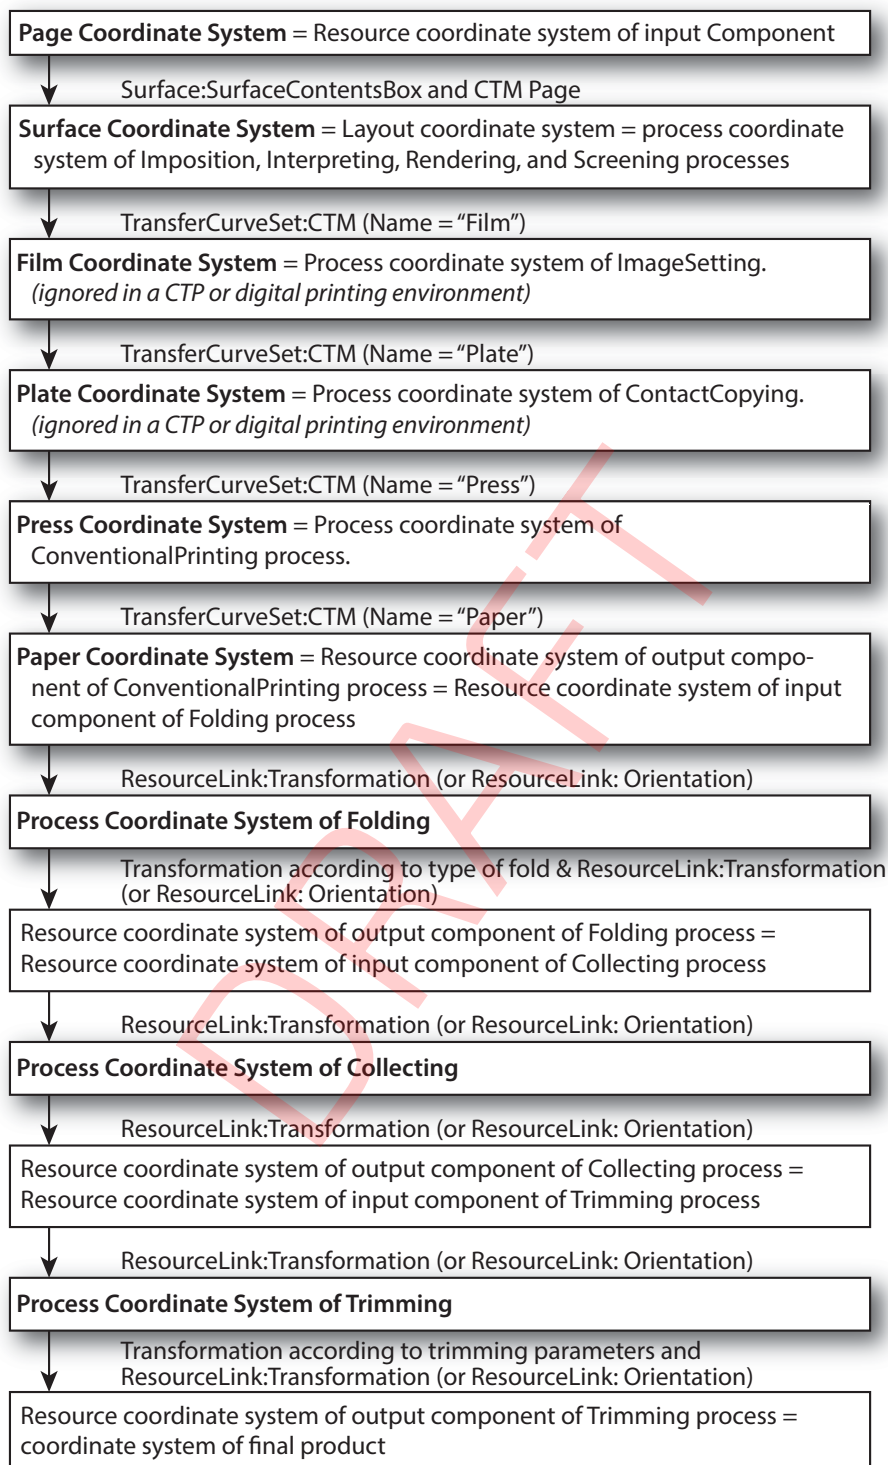 Page Coordinate System = Resource coordinate system of input Component
Surface:SurfaceContentsBox and CTM Page
Surface Coordinate System = Layout coordinate system = process coordinate
system of Imposition, Interpreting, Rendering, and Screening processes
TransferCurveSet:CTM (Name = “Film”)
Film Coordinate System = Process coordinate system of ImageSetting.
(ignored in a CTP or digital printing environment)
TransferCurveSet:CTM (Name = “Plate”)
Plate Coordinate System = Process coordinate system of ContactCopying.
(ignored in a CTP or digital printing environment)
TransferCurveSet:CTM (Name = “Press”)
Press Coordinate System = Process coordinate system of
ConventionalPrinting process.
TransferCurveSet:CTM (Name = “Paper”)
Paper Coordinate System = Resource coordinate system of output compo-
nent of ConventionalPrinting process = Resource coordinate system of input
component of Folding process
ResourceLink:Transformation (or ResourceLink: Orientation)
Process Coordinate System of Folding
Transformation according to type of fold & ResourceLink:Transformation
(or ResourceLink: Orientation)
Resource coordinate system of output component of Folding process =
Resource coordinate system of input component of Collecting process
ResourceLink:Transformation (or ResourceLink: Orientation)
Process Coordinate System of Collecting
ResourceLink:Transformation (or ResourceLink: Orientation)
Resource coordinate system of output component of Collecting process =
Resource coordinate system of input component of Trimming process
ResourceLink:Transformation (or ResourceLink: Orientation)
Process Coordinate System of Trimming
Transformation according to trimming parameters and
ResourceLink:Transformation (or ResourceLink: Orientation)
Resource coordinate system of output component of Trimming process =
coordinate system of final product
DRAFT